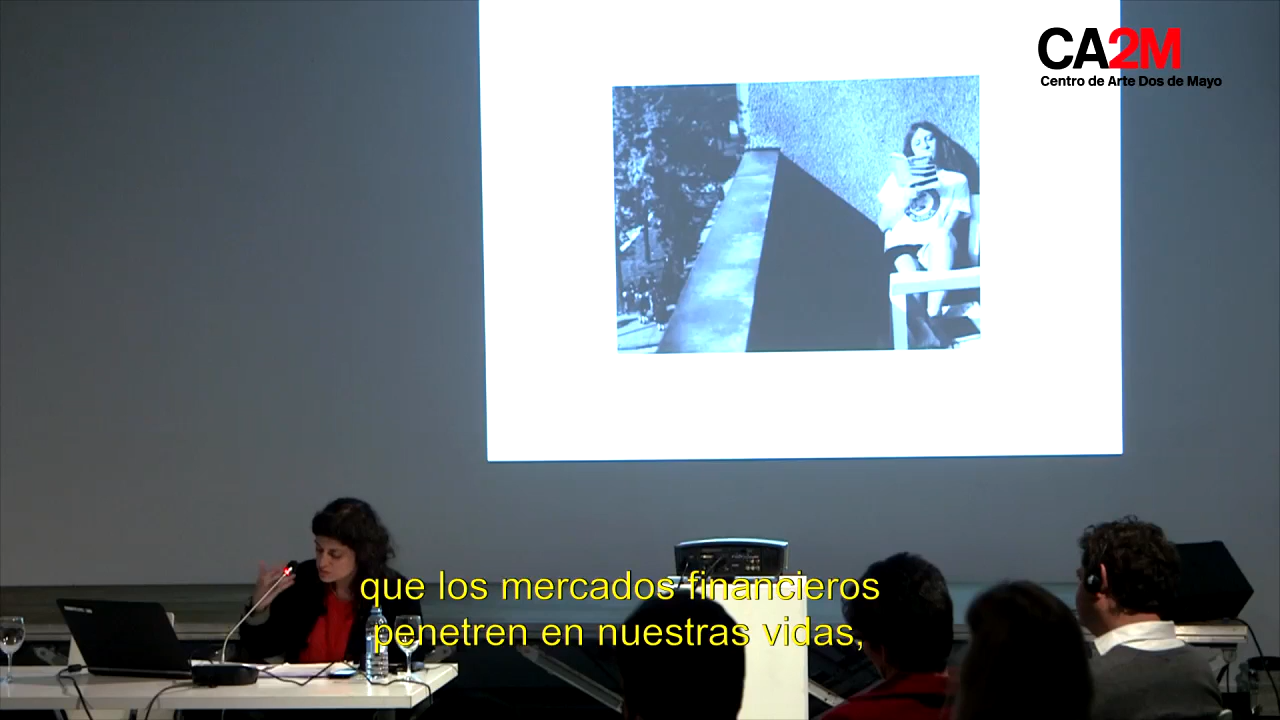 CA2M
Centro de Arte Dos de Mayo
que los mercados financieros
penetren en nuestras vidas,